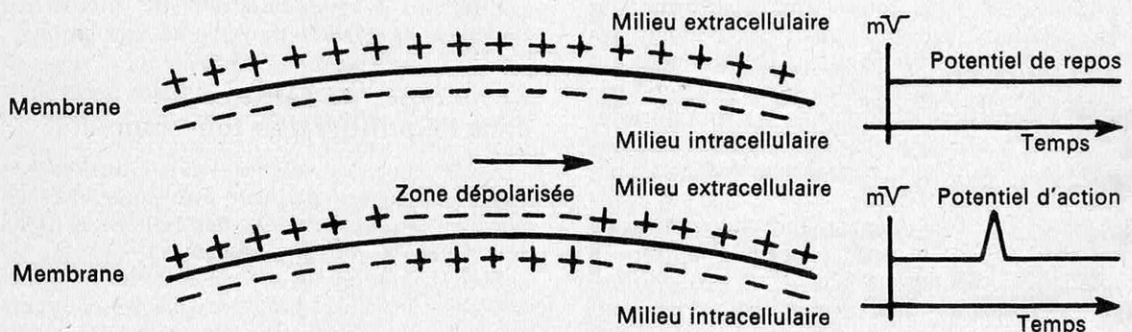 Milieu extracellulaire
mV
Potentiel de repos
Membrane
Milieu intracellulaire
Temps
Milieu extracellulaire
Zone dépolarisée
mV
Potentiel d'action
Membrane
Milieu intracellulaire
Temps